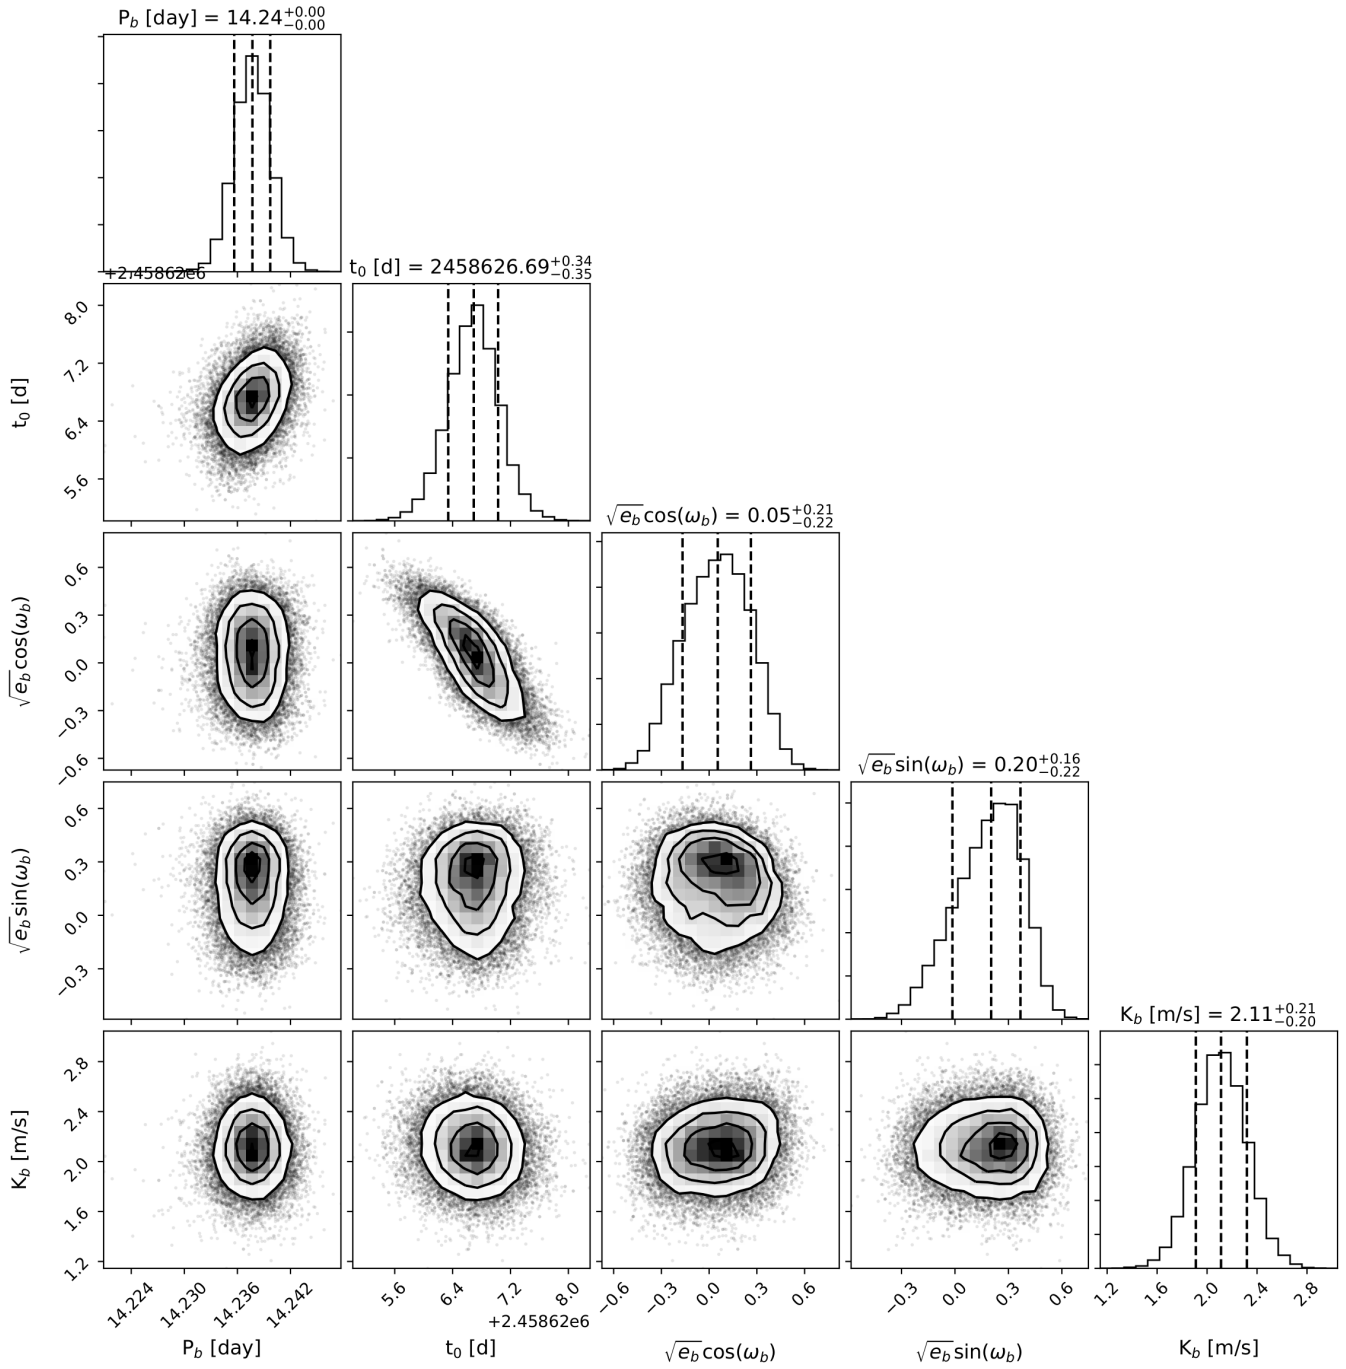 P_b [day] = 14.24^{+0.00}_{−0.00}
+2.45862e6
t_0 [d] = 2458626.69^{+0.34}_{−0.35}
8.0
7.2
6.4
5.6
t_0 [d]
√e_b cos(ω_b) = 0.05^{+0.21}_{−0.22}
0.6
0.3
0.0
−0.3
−0.6
√e_b cos(ω_b)
√e_b sin(ω_b) = 0.20^{+0.16}_{−0.22}
0.6
0.3
0.0
−0.3
√e_b sin(ω_b)
K_b [m/s] = 2.11^{+0.21}_{−0.20}
2.8
2.4
2.0
1.6
1.2
K_b [m/s]
14.224 14.230 14.236 14.242
5.6 6.4 7.2 8.0
−0.6 −0.3 0.0 0.3 0.6
−0.3 0.0 0.3 0.6
1.2 1.6 2.0 2.4 2.8
+2.45862e6
P_b [day]
t_0 [d]
√e_b cos(ω_b)
√e_b sin(ω_b)
K_b [m/s]